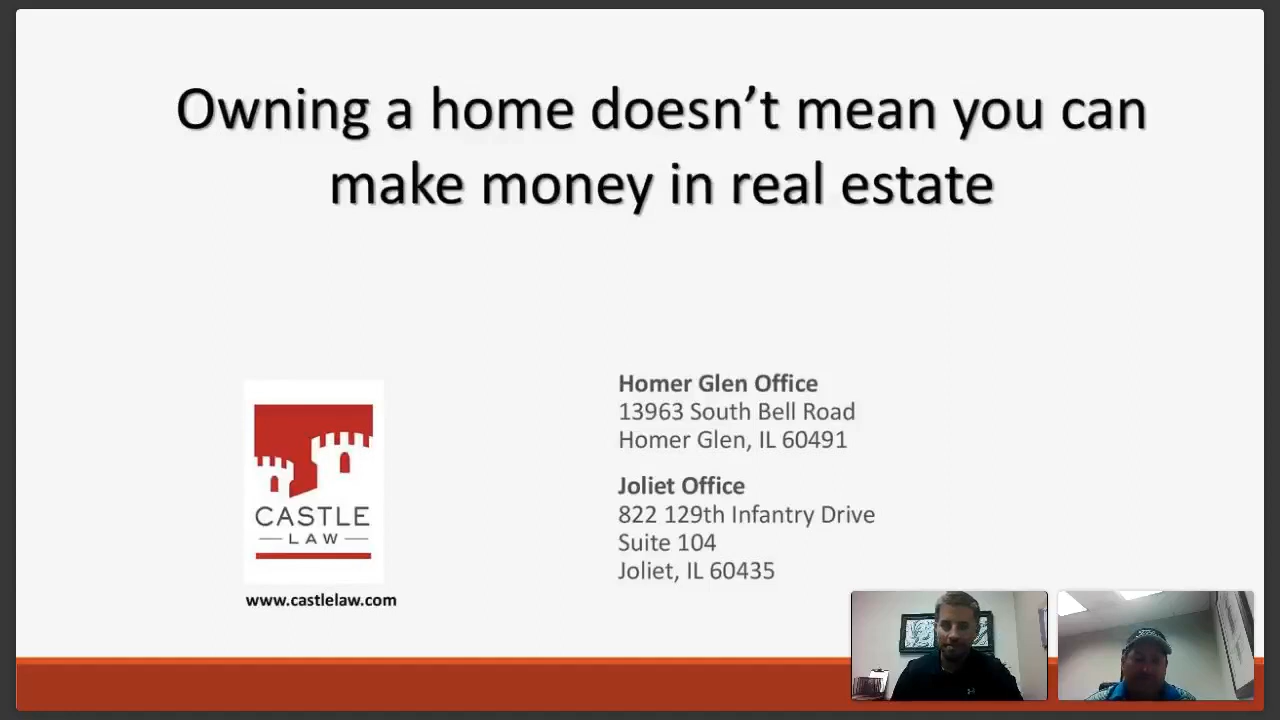 Owning a home doesn’t mean you can
make money in real estate
Homer Glen Office
13963 South Bell Road
Homer Glen, IL 60491
Joliet Office
822 129th Infantry Drive
Suite 104
Joliet, IL 60435
CASTLE
LAW
www.castlelaw.com